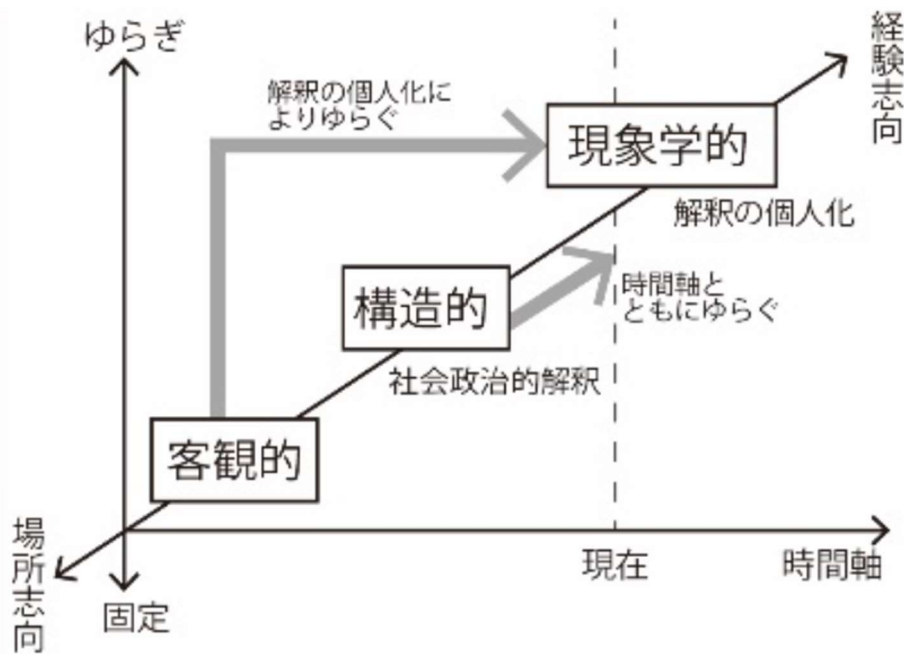 ゆらぎ
経験志向
解釈の個人化に
よりゆらぐ
現象学的
解釈の個人化
構造的
時間軸と
ともにゆらぐ
社会政治的解釈
客観的
場所志向
固定
現在
時間軸